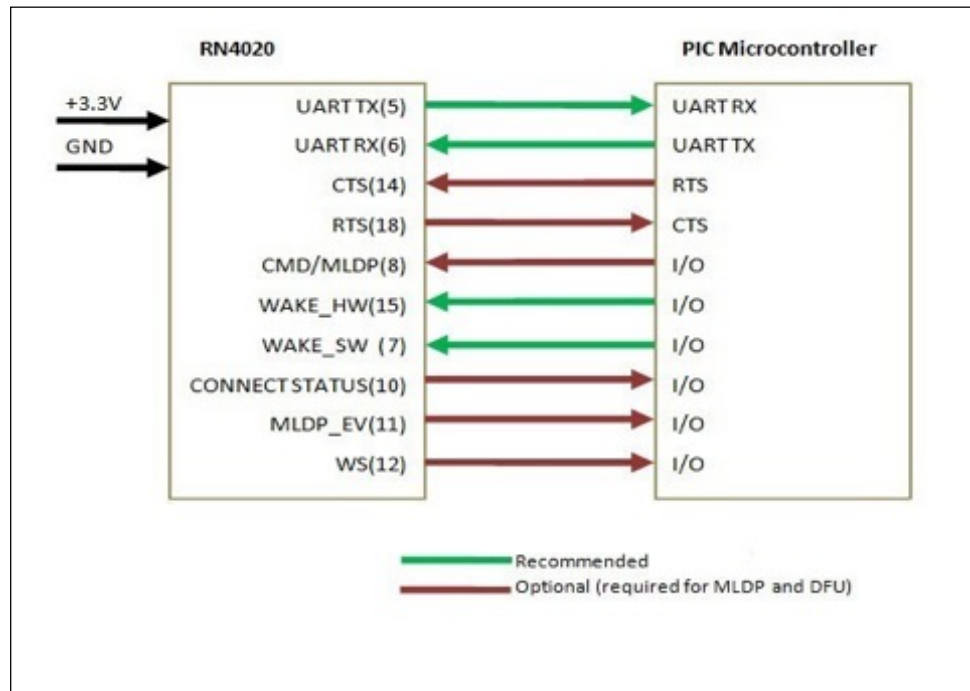 RN4020 PIC Microcontroller
+3.3V
GND
UART TX(5) UART RX
UART RX(6) UART TX
CTS(14) RTS
RTS(18) CTS
CMD/MLDP(8) I/O
WAKE_HW(15) I/O
WAKE_SW (7) I/O
CONNECT STATUS(10) I/O
MLDP_EV(11) I/O
WS(12) I/O
Recommended
Optional (required for MLDP and DFU)